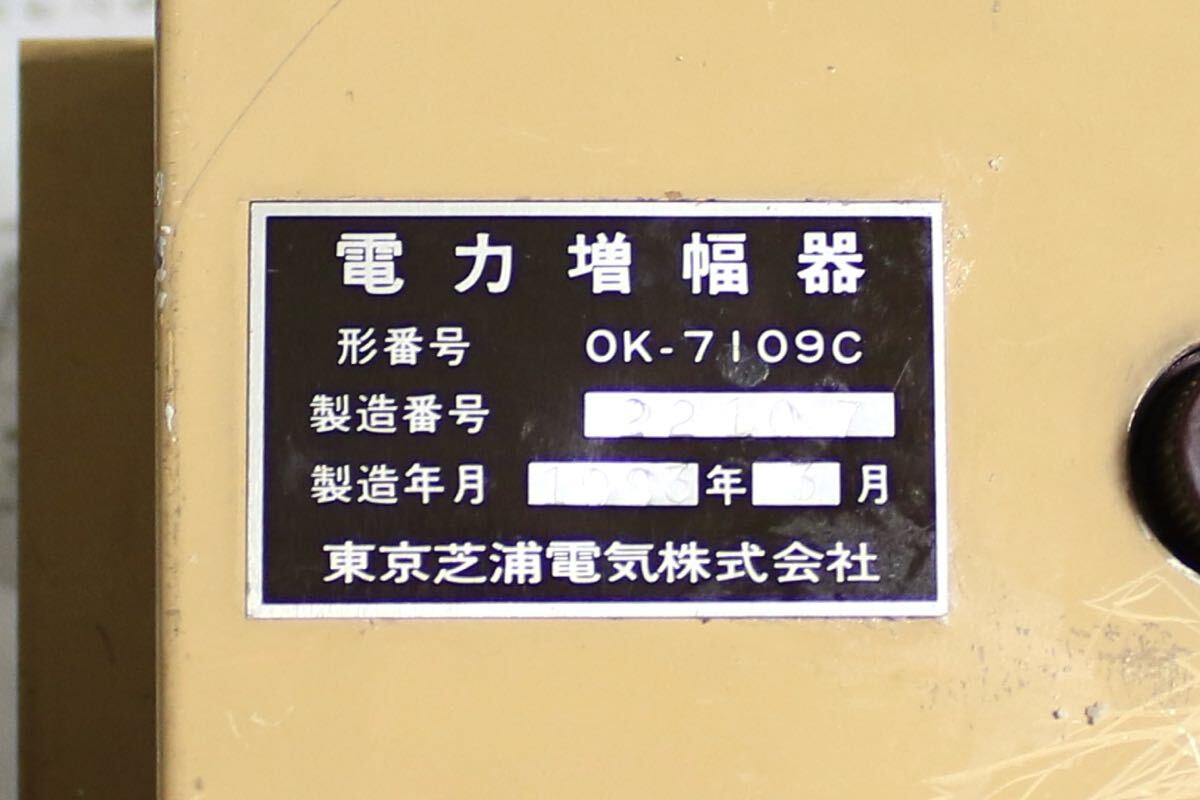 電力増幅器
形番号 OK-7109C
製造番号 22107
製造年月 年 月
東京芝浦電気株式会社